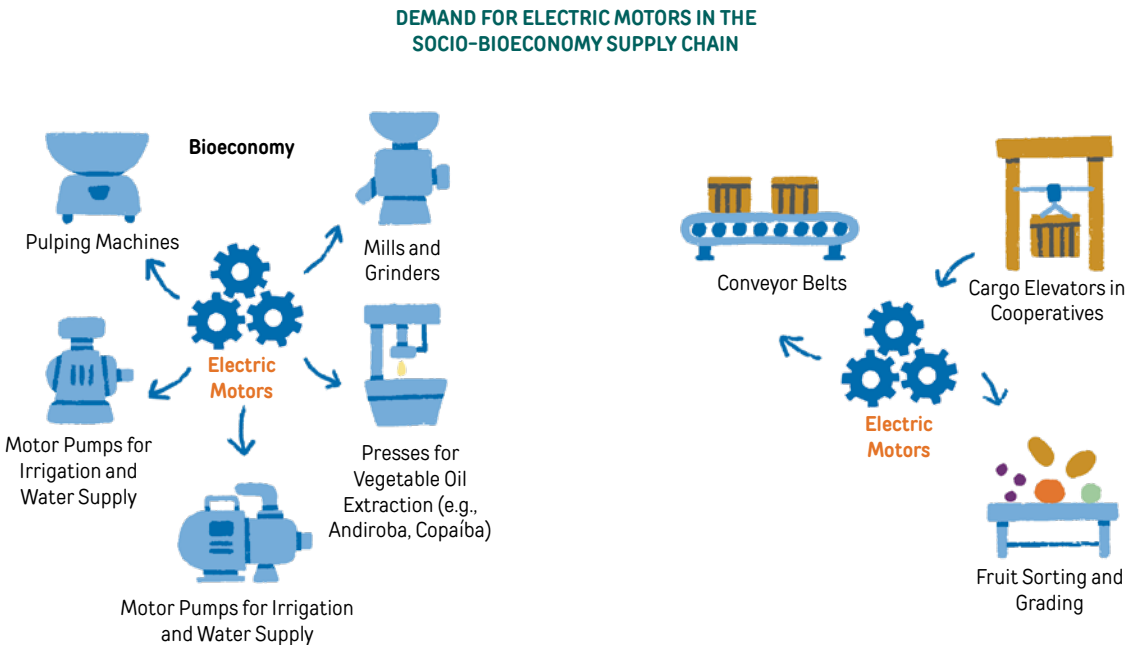 DEMAND FOR ELECTRIC MOTORS IN THE
SOCIO-BIOECONOMY SUPPLY CHAIN
Bioeconomy
Pulping Machines
Mills and
Grinders
Electric
Motors
Motor Pumps for
Irrigation and
Water Supply
Presses for
Vegetable Oil
Extraction (e.g.,
Andiroba, Copaíba)
Motor Pumps for Irrigation
and Water Supply
Conveyor Belts
Cargo Elevators in
Cooperatives
Electric
Motors
Fruit Sorting and
Grading